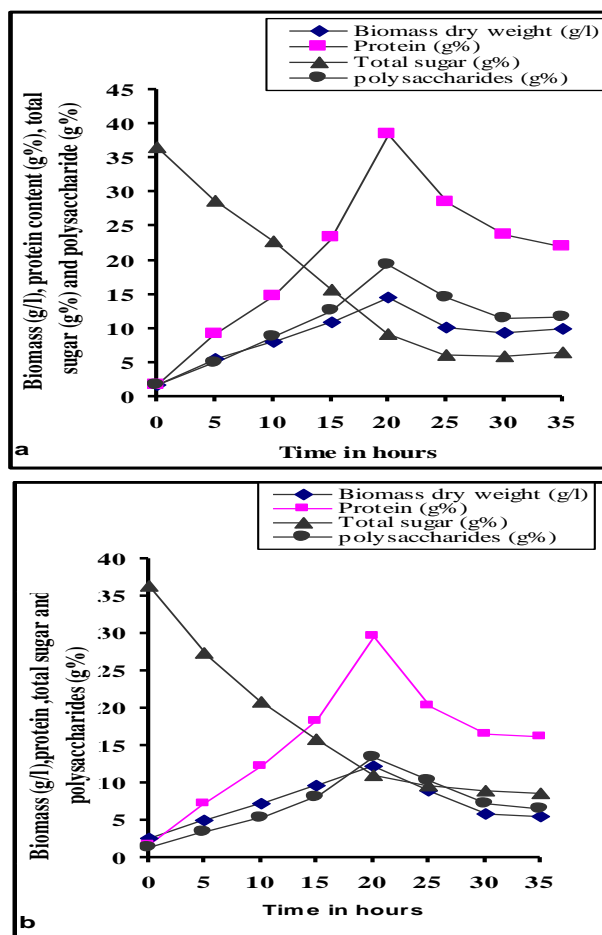 Biomass dry weight (g/l)
Protein (g%)
Total sugar (g%)
polysaccharides (g%)
Biomass (g/l), protein content (g%), total
sugar (g%) and polysaccharide (g%)
45
40
35
30
25
20
15
10
5
0
0 5 10 15 20 25 30 35
Time in hours
a
Biomass dry weight (g/l)
Protein (g%)
Total sugar (g%)
polysaccharides (g%)
Biomass (g/l),protein ,total sugar and
polysaccharides (g%)
40
35
30
25
20
15
10
5
0
0 5 10 15 20 25 30 35
Time in hours
b